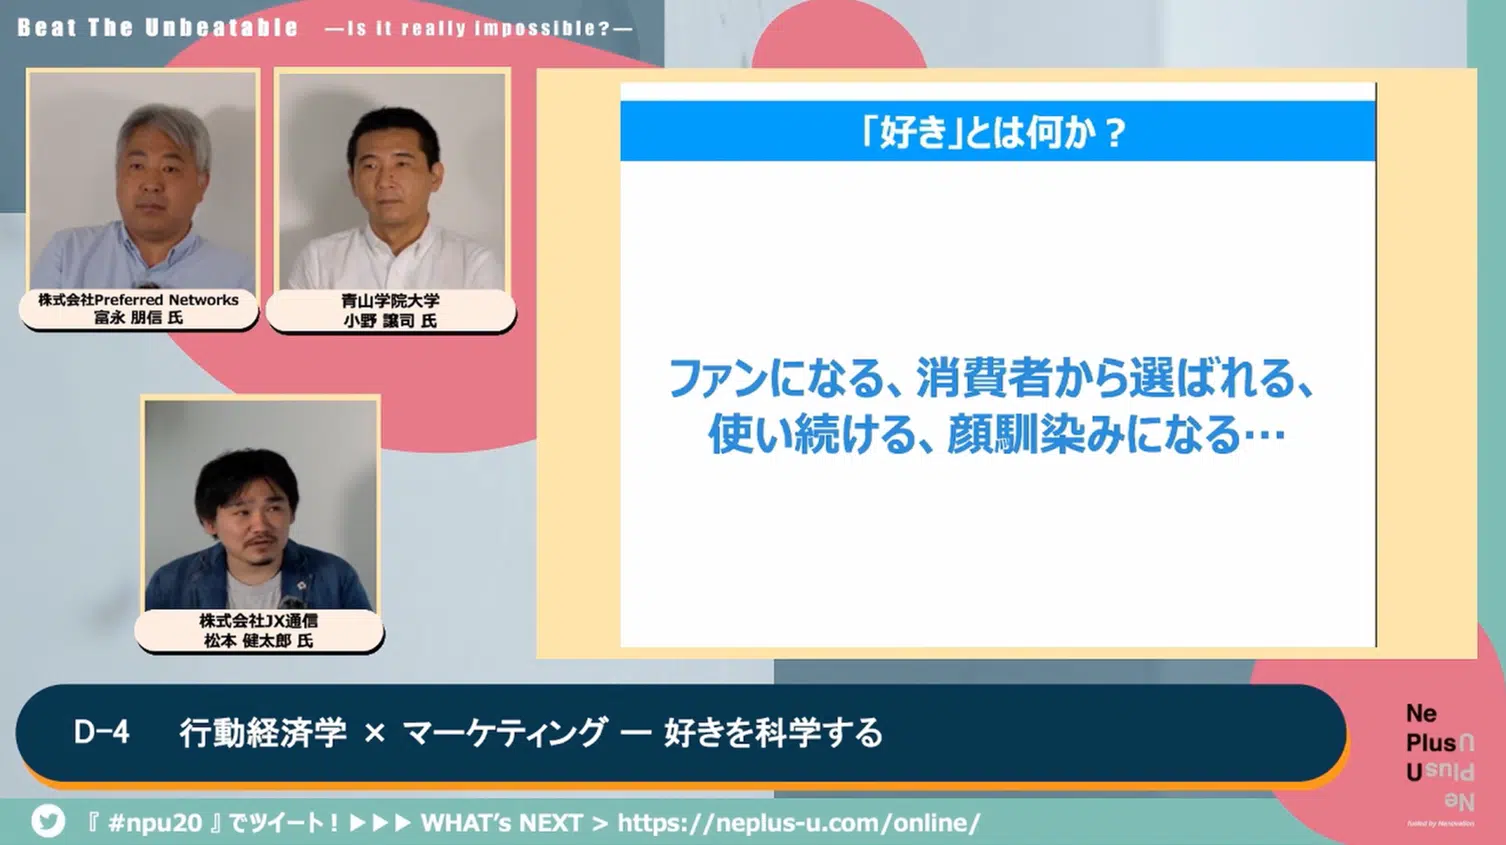 Beat The Unbeatable ―Is it really impossible?―
株式会社Preferred Networks
富永 朋信 氏
青山学院大学
小野 譲司 氏
株式会社JX通信
松本 健太郎 氏
「好き」とは何か？
ファンになる、消費者から選ばれる、
使い続ける、顔馴染みになる…
D-4 行動経済学 × マーケティング ー 好きを科学する
Ne
Plus U
U Plus
Ne
fueled by Nexovation
『 #npu20 』でツイート！▶▶▶ WHAT's NEXT > https://neplus-u.com/online/